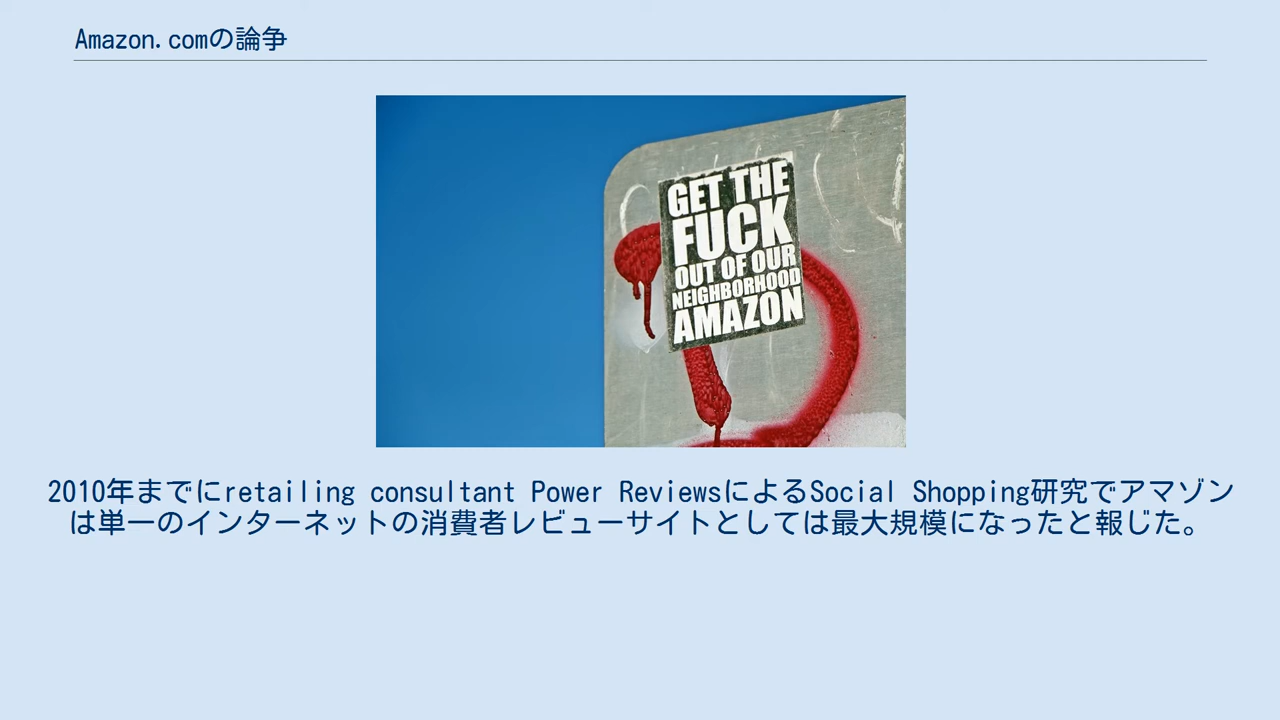 Amazon.comの論争
GET THE
FUCK
OUT OF OUR
NEIGHBORHOOD
AMAZON
2010年までにretailing consultant Power ReviewsによるSocial Shopping研究でアマゾン
は単一のインターネットの消費者レビューサイトとしては最大規模になったと報じた。